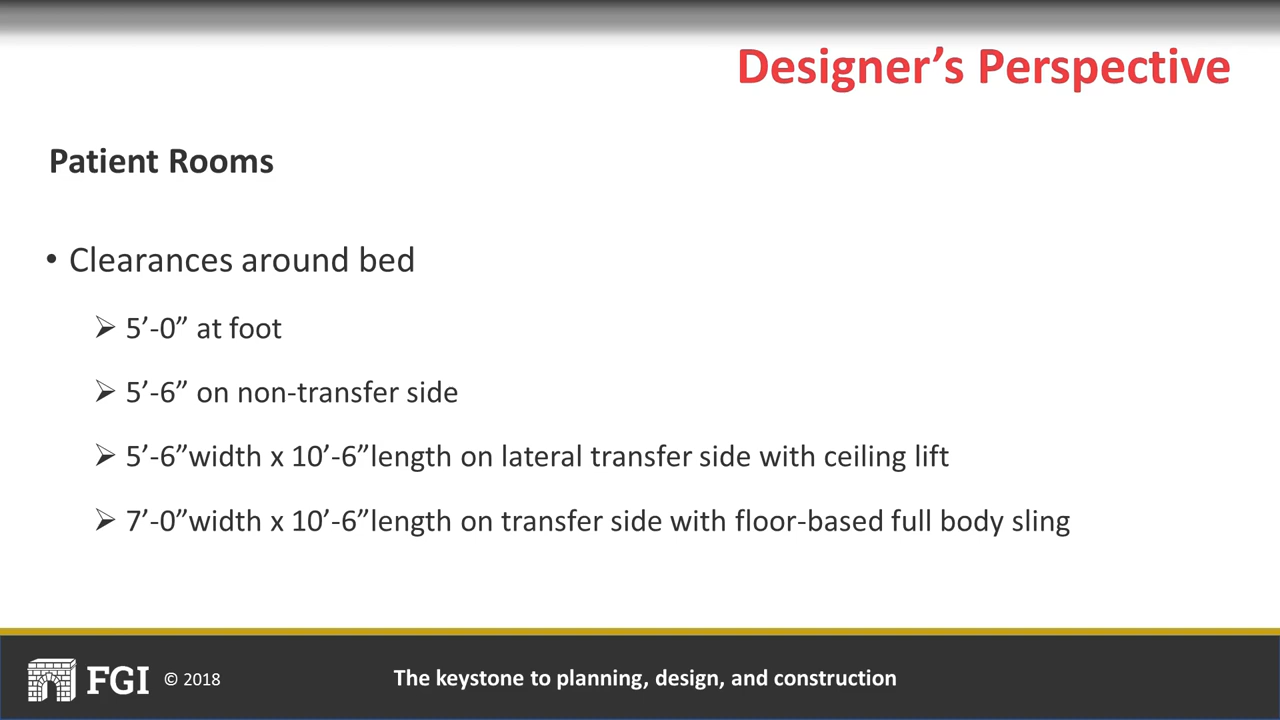 Designer’s Perspective
Patient Rooms
• Clearances around bed
➢ 5’-0” at foot
➢ 5’-6” on non-transfer side
➢ 5’-6”width x 10’-6”length on lateral transfer side with ceiling lift
➢ 7’-0”width x 10’-6”length on transfer side with floor-based full body sling
FGI © 2018
The keystone to planning, design, and construction